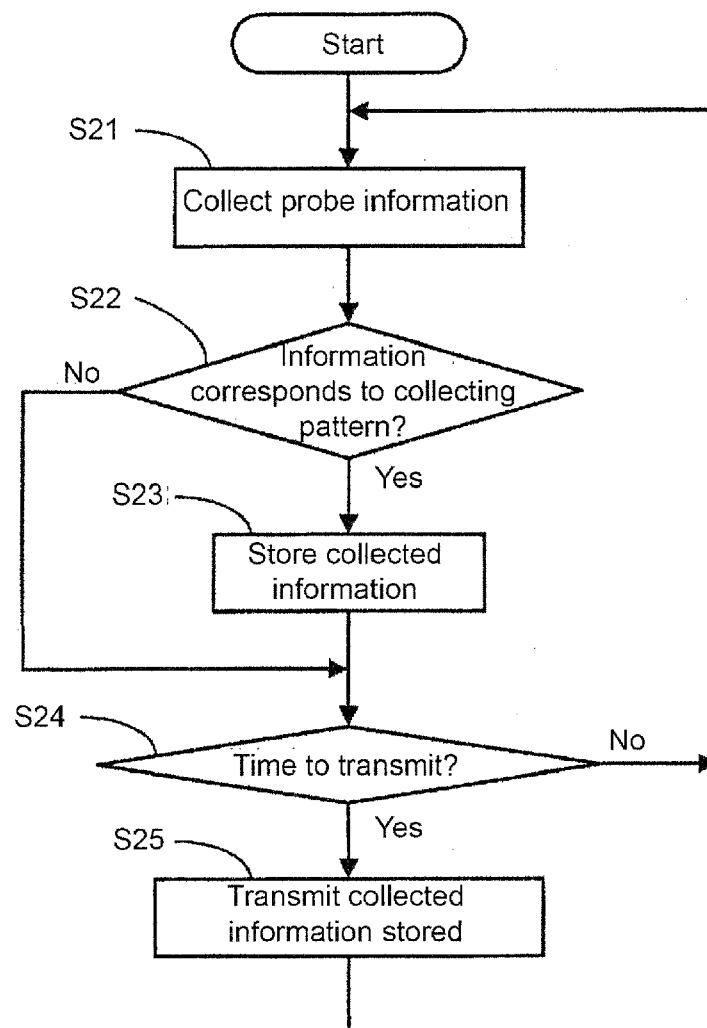 Start
S21
Collect probe information
S22
Information
corresponds to collecting
pattern?
No
Yes
S23
Store collected
information
S24
Time to transmit?
No
Yes
S25
Transmit collected
information stored